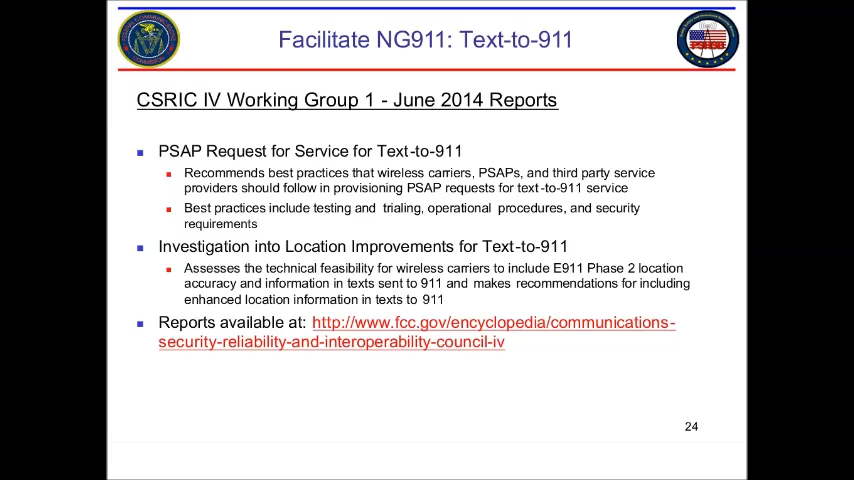 Facilitate NG911: Text-to-911
CSRIC IV Working Group 1 - June 2014 Reports
PSAP Request for Service for Text-to-911
Recommends best practices that wireless carriers, PSAPs, and third party service
providers should follow in provisioning PSAP requests for text-to-911 service
Best practices include testing and trialing, operational procedures, and security
requirements
Investigation into Location Improvements for Text-to-911
Assesses the technical feasibility for wireless carriers to include E911 Phase 2 location
accuracy and information in texts sent to 911 and makes recommendations for including
enhanced location information in texts to 911
Reports available at: http://www.fcc.gov/encyclopedia/communications-
security-reliability-and-interoperability-council-iv
24